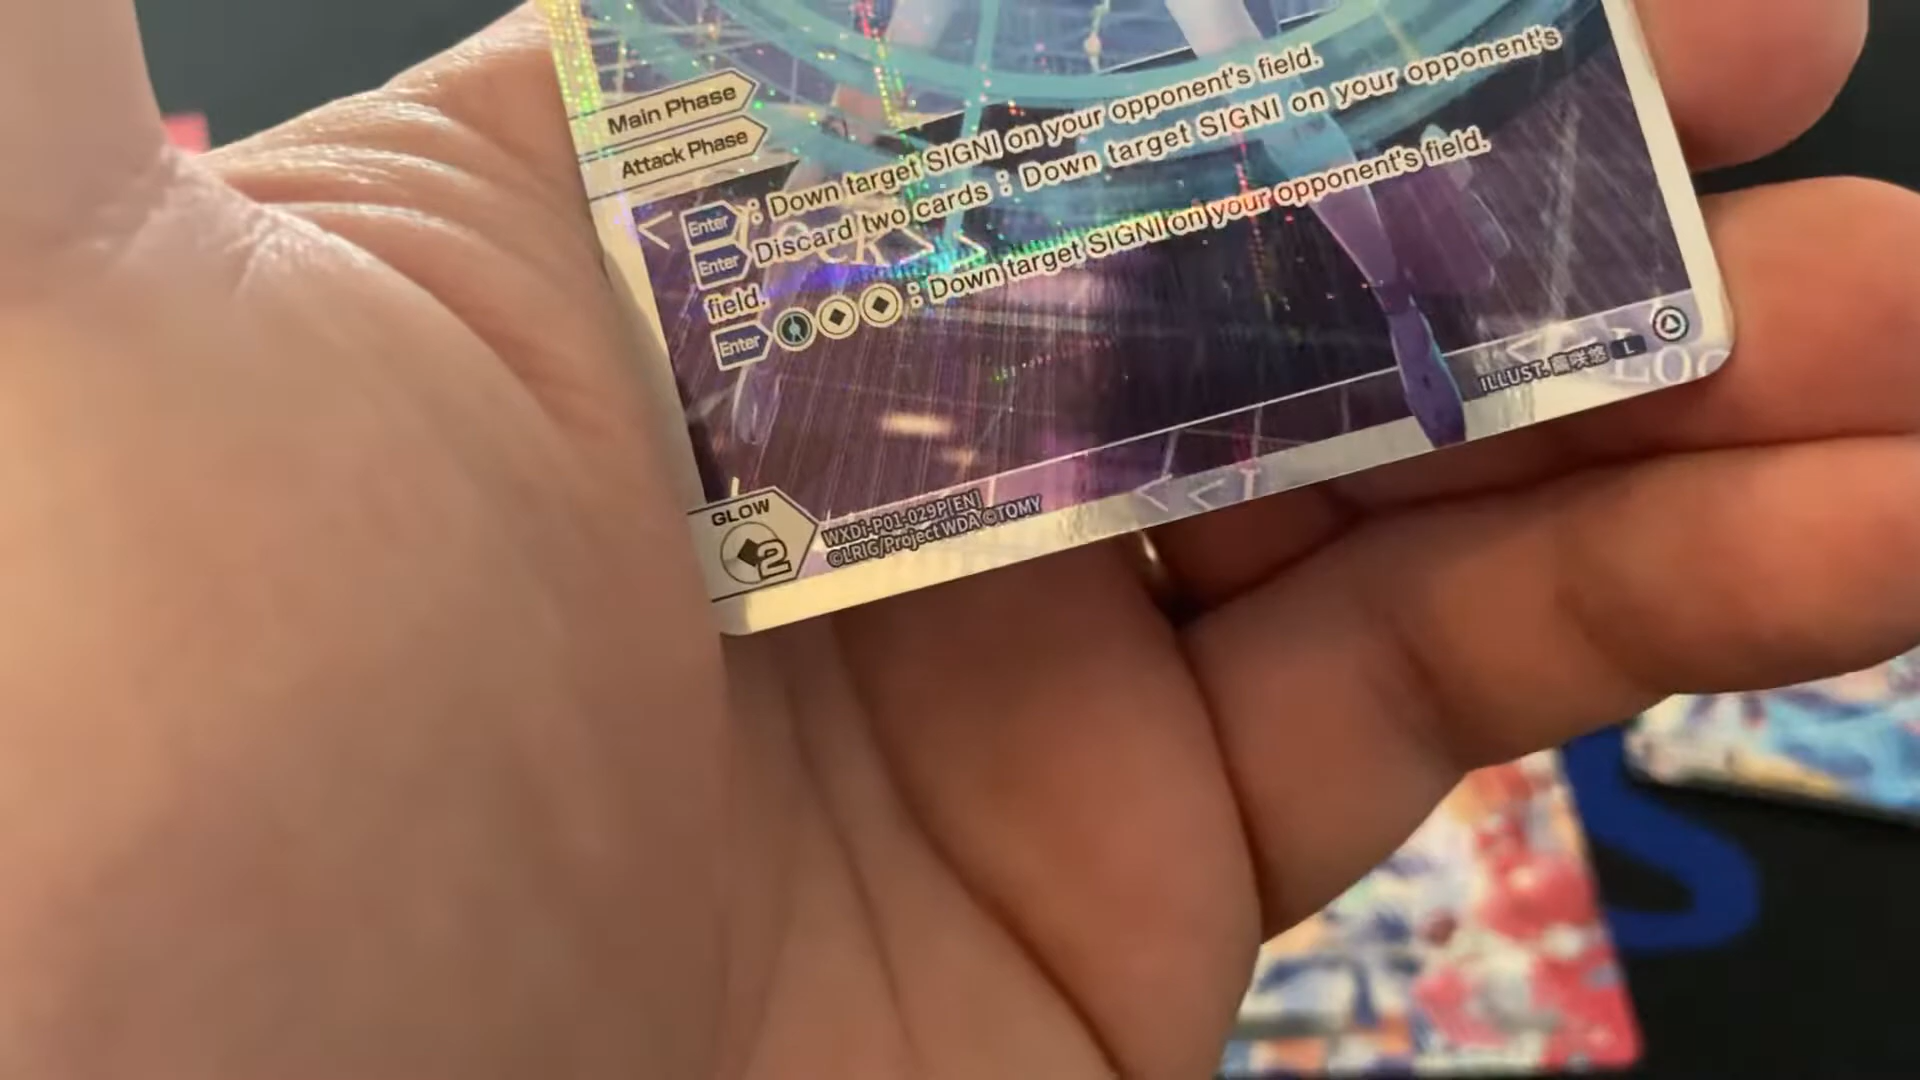 Main Phase
Attack Phase
Enter : Down target SIGNI on your opponent's field.
Enter Discard two cards : Down target SIGNI on your opponent's
field.
Enter : Down target SIGNI on your opponent's field.
ILLUST. L
GLOW
2
WXDi-P01-029P[EN]
©LRIG/Project WDA ©TOMY